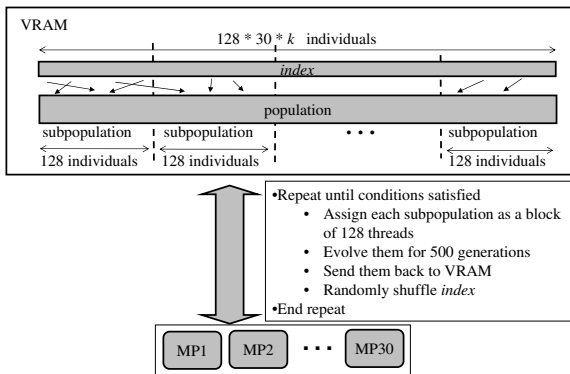 VRAM
128 * 30 * k individuals
index
population
subpopulation subpopulation • • • subpopulation
128 individuals 128 individuals 128 individuals
•Repeat until conditions satisfied
• Assign each subpopulation as a block
of 128 threads
• Evolve them for 500 generations
• Send them back to VRAM
• Randomly shuffle index
•End repeat
MP1 MP2 • • • MP30